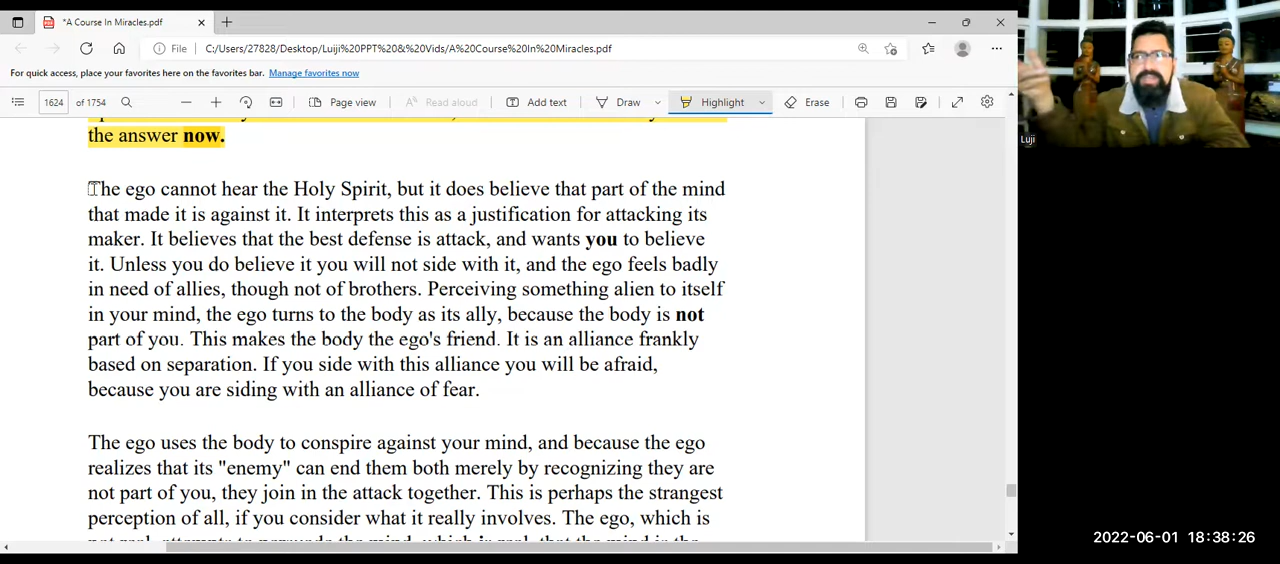 *A Course In Miracles.pdf
File C:/Users/27828/Desktop/Luiji%20PPT%20&%20Vids/A%20Course%20In%20Miracles.pdf
For quick access, place your favorites here on the favorites bar. Manage favorites now
1624 of 1754 Page view Read aloud Add text Draw Highlight Erase
the answer now.
The ego cannot hear the Holy Spirit, but it does believe that part of the mind
that made it is against it. It interprets this as a justification for attacking its
maker. It believes that the best defense is attack, and wants you to believe
it. Unless you do believe it you will not side with it, and the ego feels badly
in need of allies, though not of brothers. Perceiving something alien to itself
in your mind, the ego turns to the body as its ally, because the body is not
part of you. This makes the body the ego's friend. It is an alliance frankly
based on separation. If you side with this alliance you will be afraid,
because you are siding with an alliance of fear.
The ego uses the body to conspire against your mind, and because the ego
realizes that its "enemy" can end them both merely by recognizing they are
not part of you, they join in the attack together. This is perhaps the strangest
perception of all, if you consider what it really involves. The ego, which is
Luji
2022-06-01 18:38:26